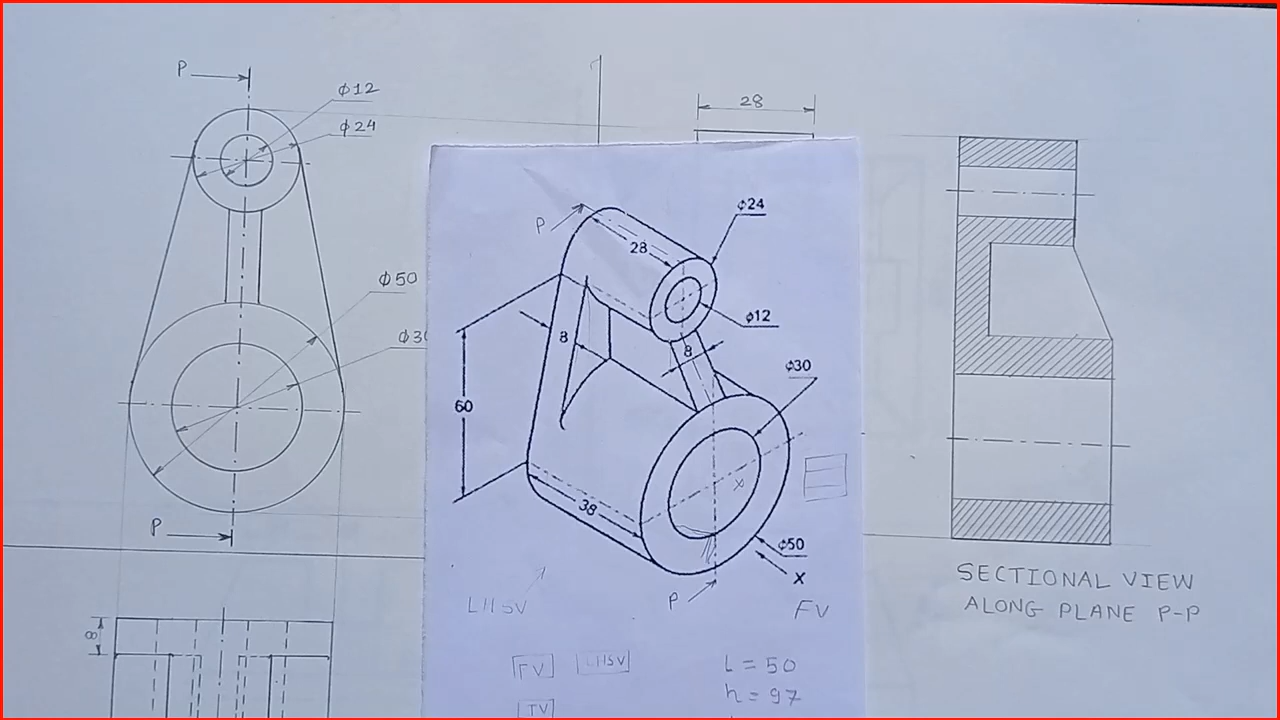 P
φ12
φ24
φ50
P
8
28
P
φ24
28
φ12
8
8
φ30
60
38
x
φ50
X
P
LHSV
FV
FV
LHSV
L = 50
h = 97
TV
SECTIONAL VIEW
ALONG PLANE P-P